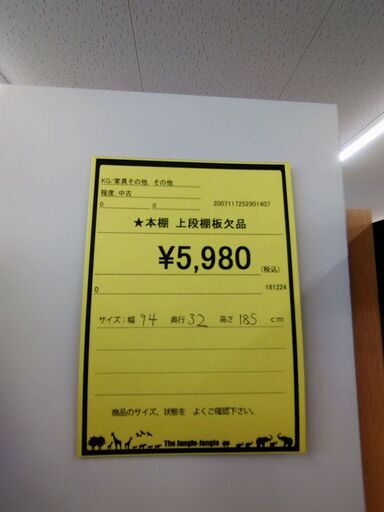 KG/家具その他 その他
程度:中古
0 0 2007117252901407
★本棚 上段棚板欠品
¥5,980 (税込)
0 181224
サイズ:幅 94 奥行 32 高さ 185 cm
商品のサイズ、状態を よくご確認下さい。
The Jungle-Jungle